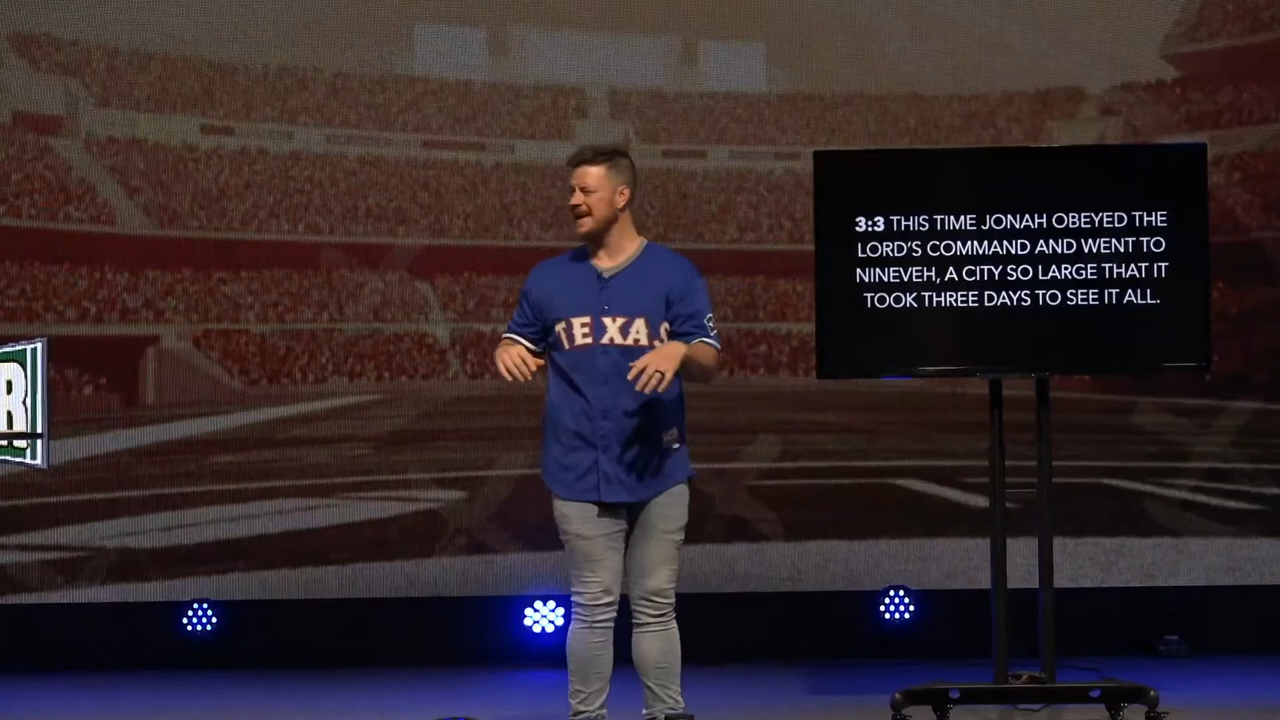 3:3 THIS TIME JONAH OBEYED THE
LORD'S COMMAND AND WENT TO
NINEVEH, A CITY SO LARGE THAT IT
TOOK THREE DAYS TO SEE IT ALL.
TEXAS
R